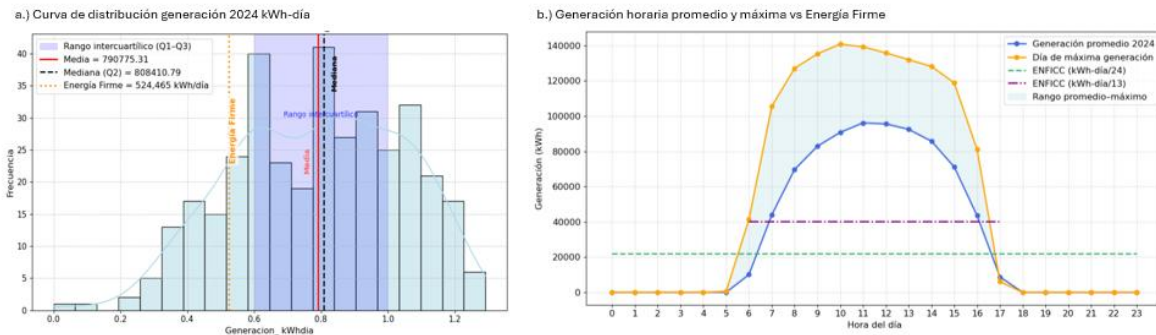 a.) Curva de distribución generación 2024 kWh-día
Rango intercuartílico (Q1–Q3)
Media = 790775.31
Mediana (Q2) = 808410.79
Energía Firme = 524,465 kWh/día
Frecuencia
40
35
30
25
20
15
10
5
0
Energía Firme
Rango intercuartílico
Media
Mediana
0.0 0.2 0.4 0.6 0.8 1.0 1.2
Generacion_ kWhdia
b.) Generación horaria promedio y máxima vs Energía Firme
Generación promedio 2024
Día de máxima generación
ENFICC (kWh-día/24)
ENFICC (kWh-día/13)
Rango promedio–máximo
Generación (kWh)
140000
120000
100000
80000
60000
40000
20000
0
0 1 2 3 4 5 6 7 8 9 10 11 12 13 14 15 16 17 18 19 20 21 22 23
Hora del día